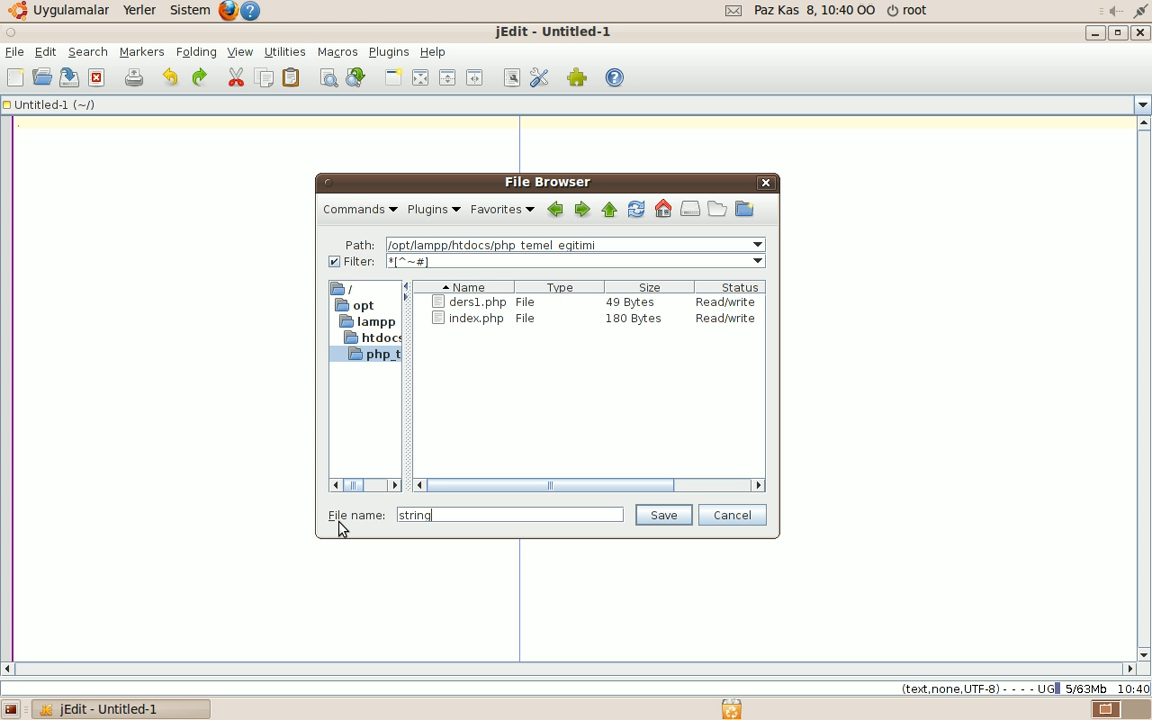 Uygulamalar Yerler Sistem Paz Kas 8, 10:40 ÖÖ root
jEdit - Untitled-1
File Edit Search Markers Folding View Utilities Macros Plugins Help
Untitled-1 (~/)
File Browser
Commands Plugins Favorites
Path: /opt/lampp/htdocs/php_temel_egitimi
Filter: *[^~#]
/ Name Type Size Status
opt ders1.php File 49 Bytes Read/write
lampp index.php File 180 Bytes Read/write
htdocs
php_t
File name: string Save Cancel
(text,none,UTF-8) - - - - UG 5/63Mb 10:40
jEdit - Untitled-1